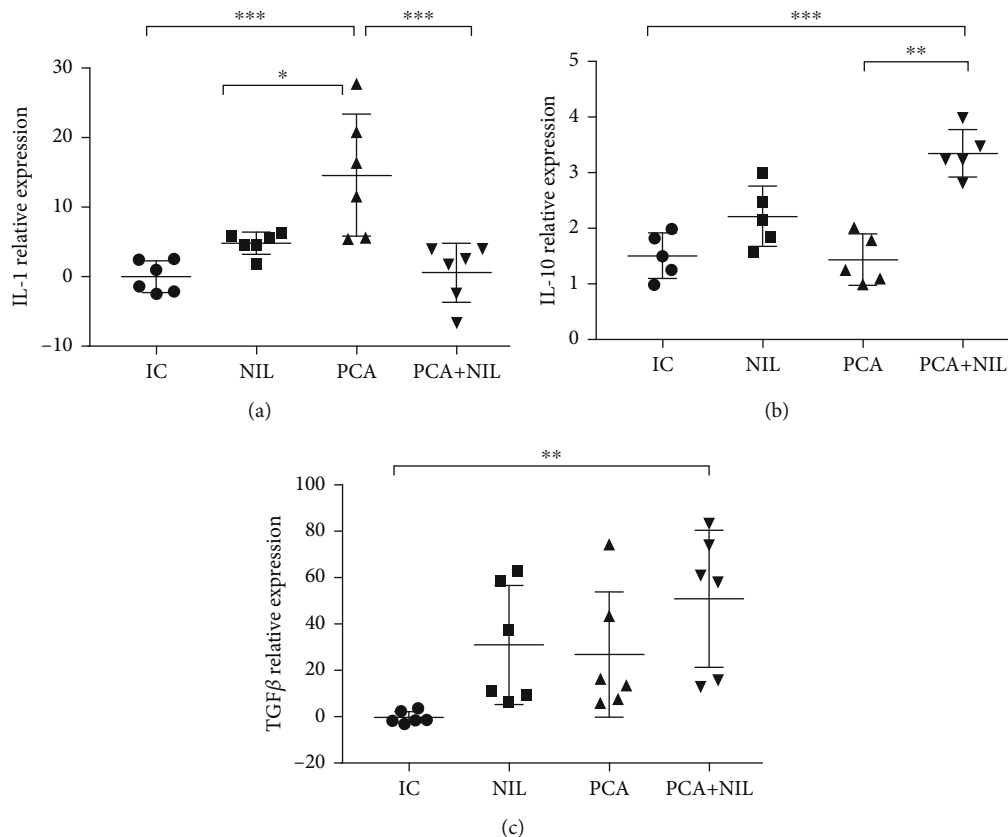 *** ***
*
30
20
10
0
–10
IL-1 relative expression
IC NIL PCA PCA+NIL
(a)
***
**
5
4
3
2
1
0
IL-10 relative expression
IC NIL PCA PCA+NIL
(b)
**
100
80
60
40
20
0
–20
TGFβ relative expression
IC NIL PCA PCA+NIL
(c)